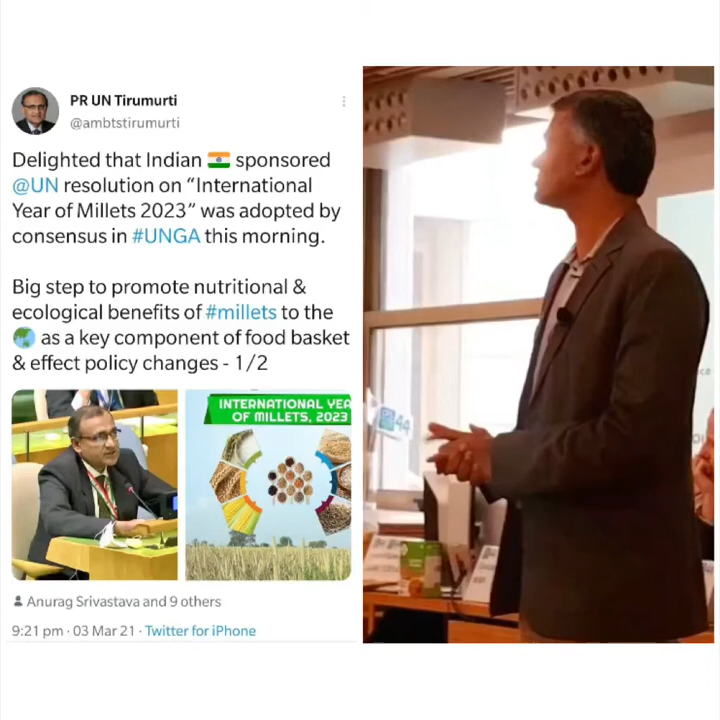 PR UN Tirumurti
@ambtstirumurti
Delighted that Indian 🇮🇳 sponsored
@UN resolution on “International
Year of Millets 2023” was adopted by
consensus in #UNGA this morning.
Big step to promote nutritional &
ecological benefits of #millets to the
🌏 as a key component of food basket
& effect policy changes - 1/2
INTERNATIONAL YEA
OF MILLETS, 2023
Anurag Srivastava and 9 others
9:21 pm · 03 Mar 21 · Twitter for iPhone
44